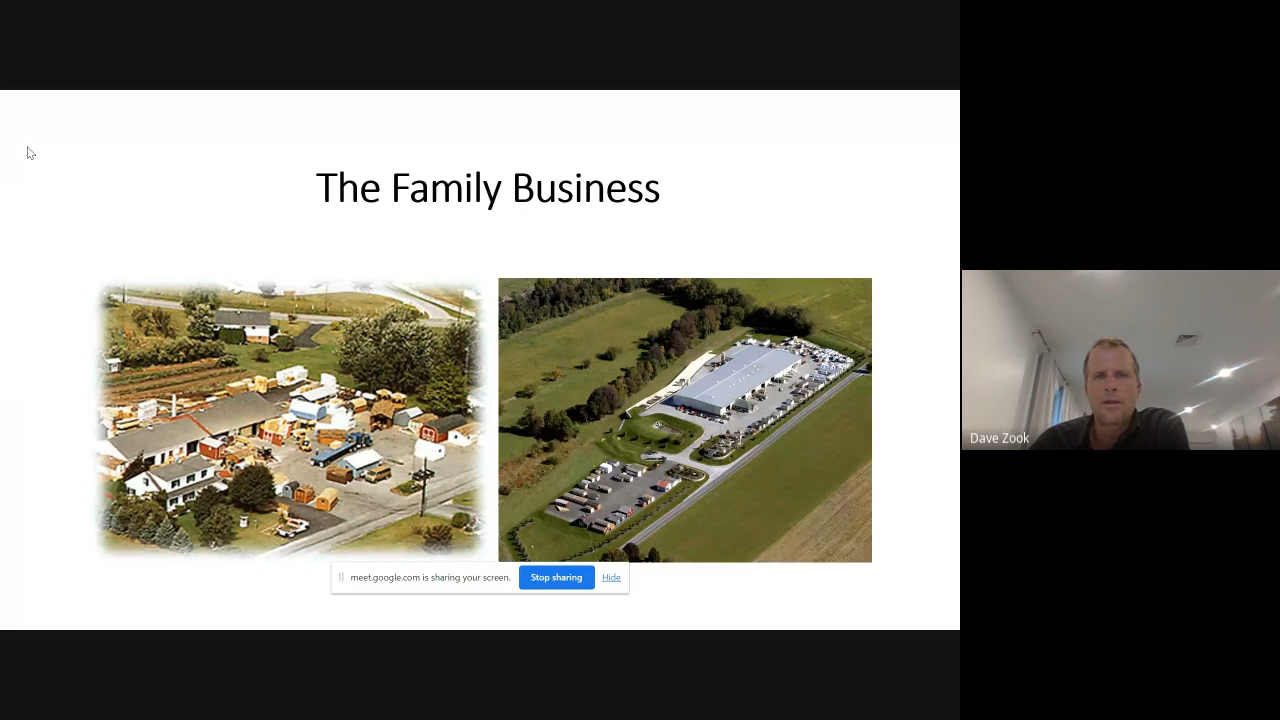 The Family Business
meet.google.com is sharing your screen.
Stop sharing
Hide
Dave Zook